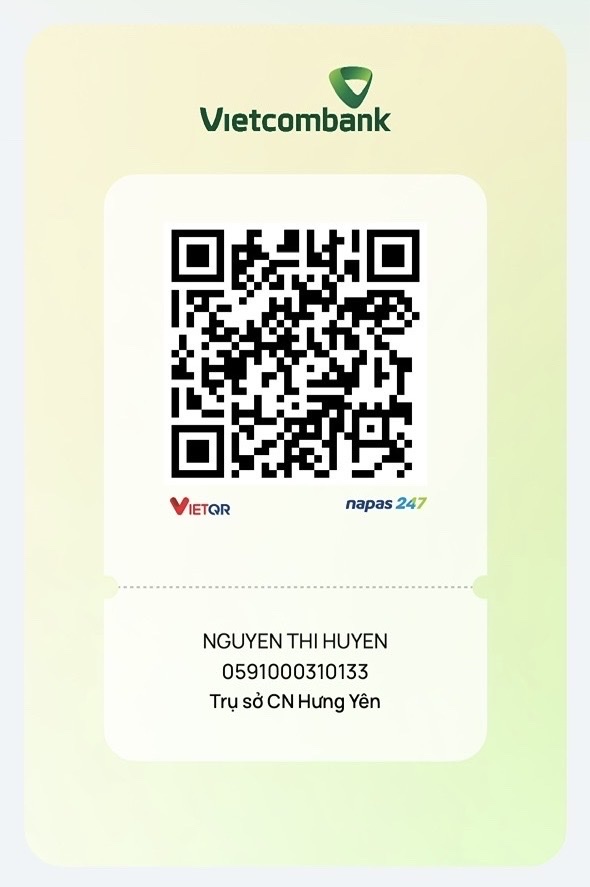 Vietcombank
VIETQR
napas 247
NGUYEN THI HUYEN
0591000310133
Trụ sở CN Hưng Yên